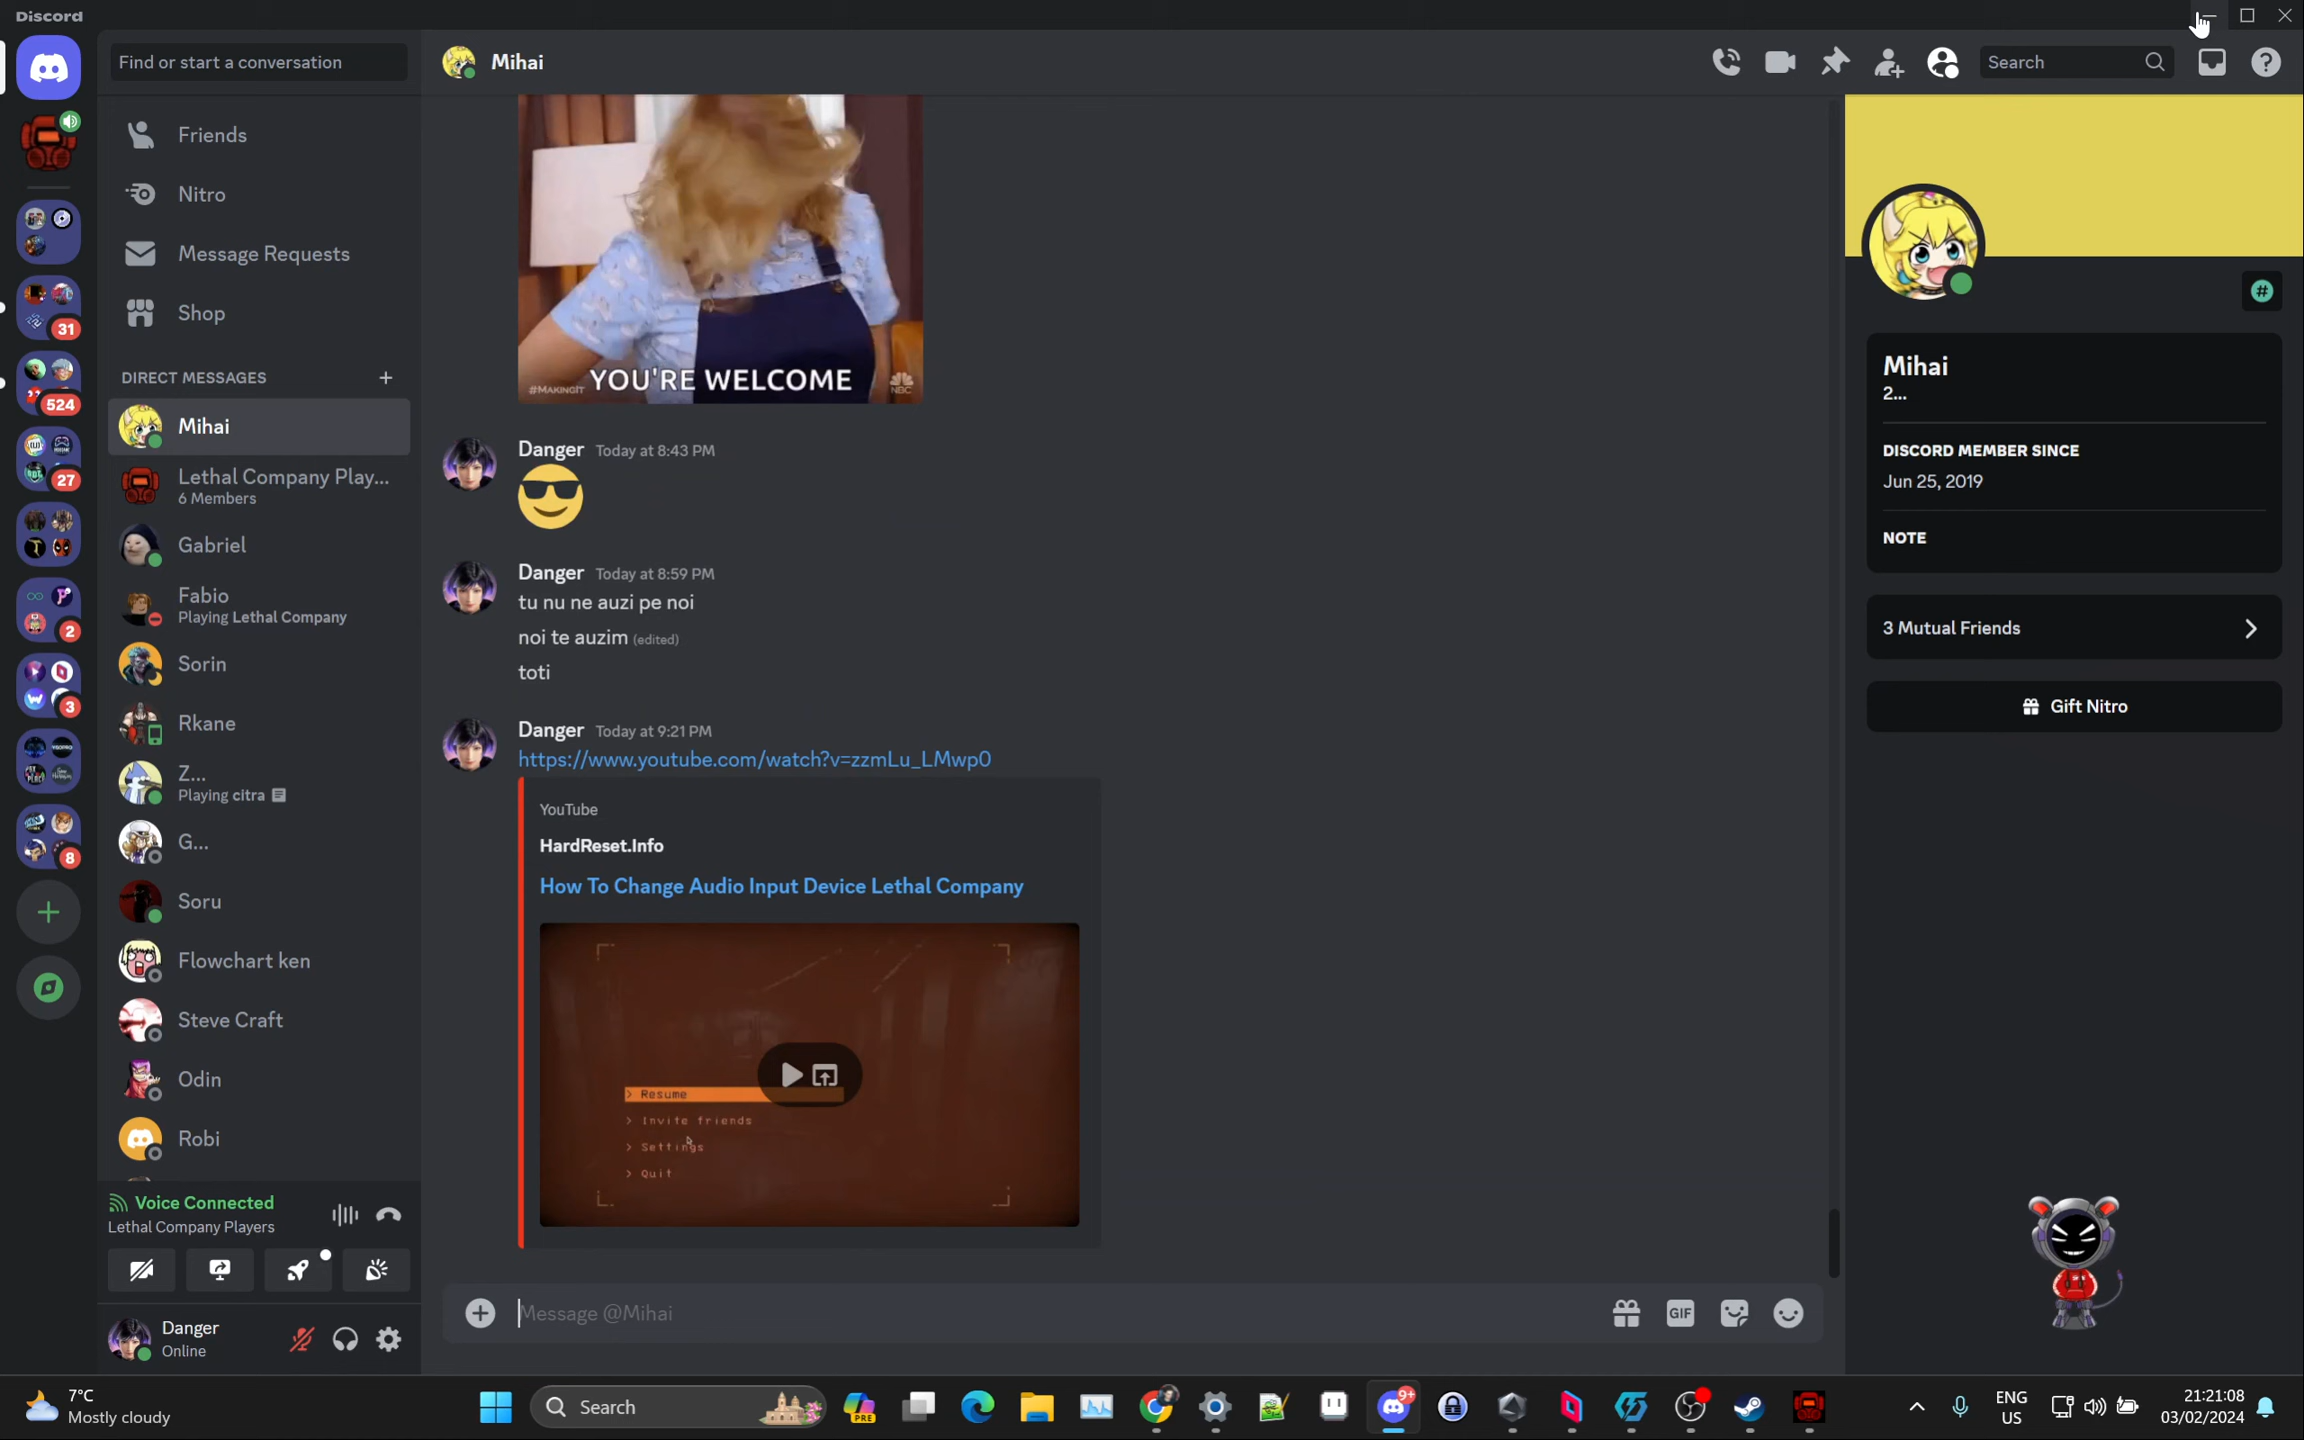 Discord
Find or start a conversation
Mihai
Search
Friends
Nitro
Message Requests
Shop
DIRECT MESSAGES
Mihai
Lethal Company Play...
6 Members
Gabriel
Fabio
Playing Lethal Company
Sorin
Rkane
Z...
Playing citra
G...
Soru
Flowchart ken
Steve Craft
Odin
Robi
31
524
27
2
3
8
Voice Connected
Lethal Company Players
Danger
Online
#MAKINGIT YOU'RE WELCOME NBC
Danger Today at 8:43 PM
Danger Today at 8:59 PM
tu nu ne auzi pe noi
noi te auzim (edited)
toti
Danger Today at 9:21 PM
https://www.youtube.com/watch?v=zzmLu_LMwp0
YouTube
HardReset.Info
How To Change Audio Input Device Lethal Company
> Resume
> Invite friends
> Settings
> Quit
Message @Mihai
GIF
Mihai
2...
DISCORD MEMBER SINCE
Jun 25, 2019
NOTE
3 Mutual Friends
Gift Nitro
7°C
Mostly cloudy
Search
PRE
9+
ENG
US
21:21:08
03/02/2024